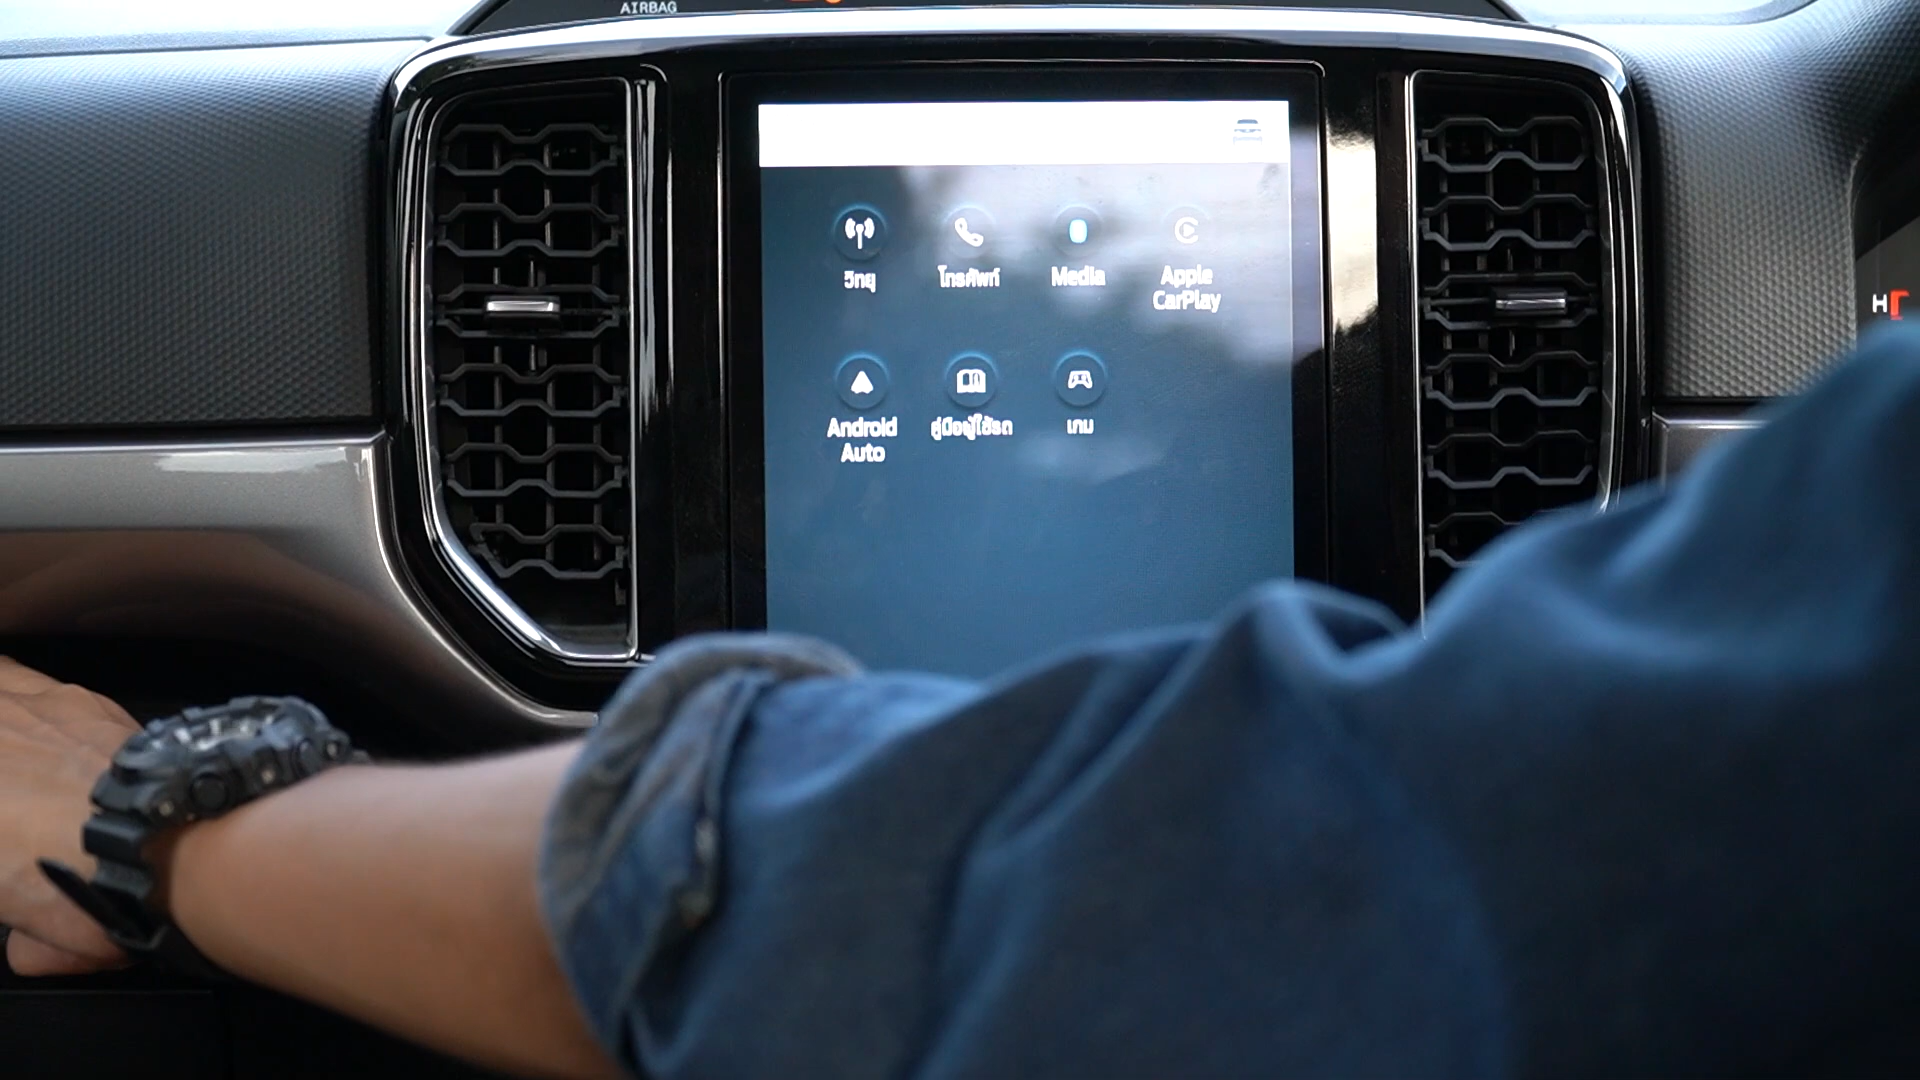 AIRBAG
วิทยุ
โทรศัพท์
Media
Apple
CarPlay
Android
Auto
คู่มือผู้ใช้รถ
เกม
H